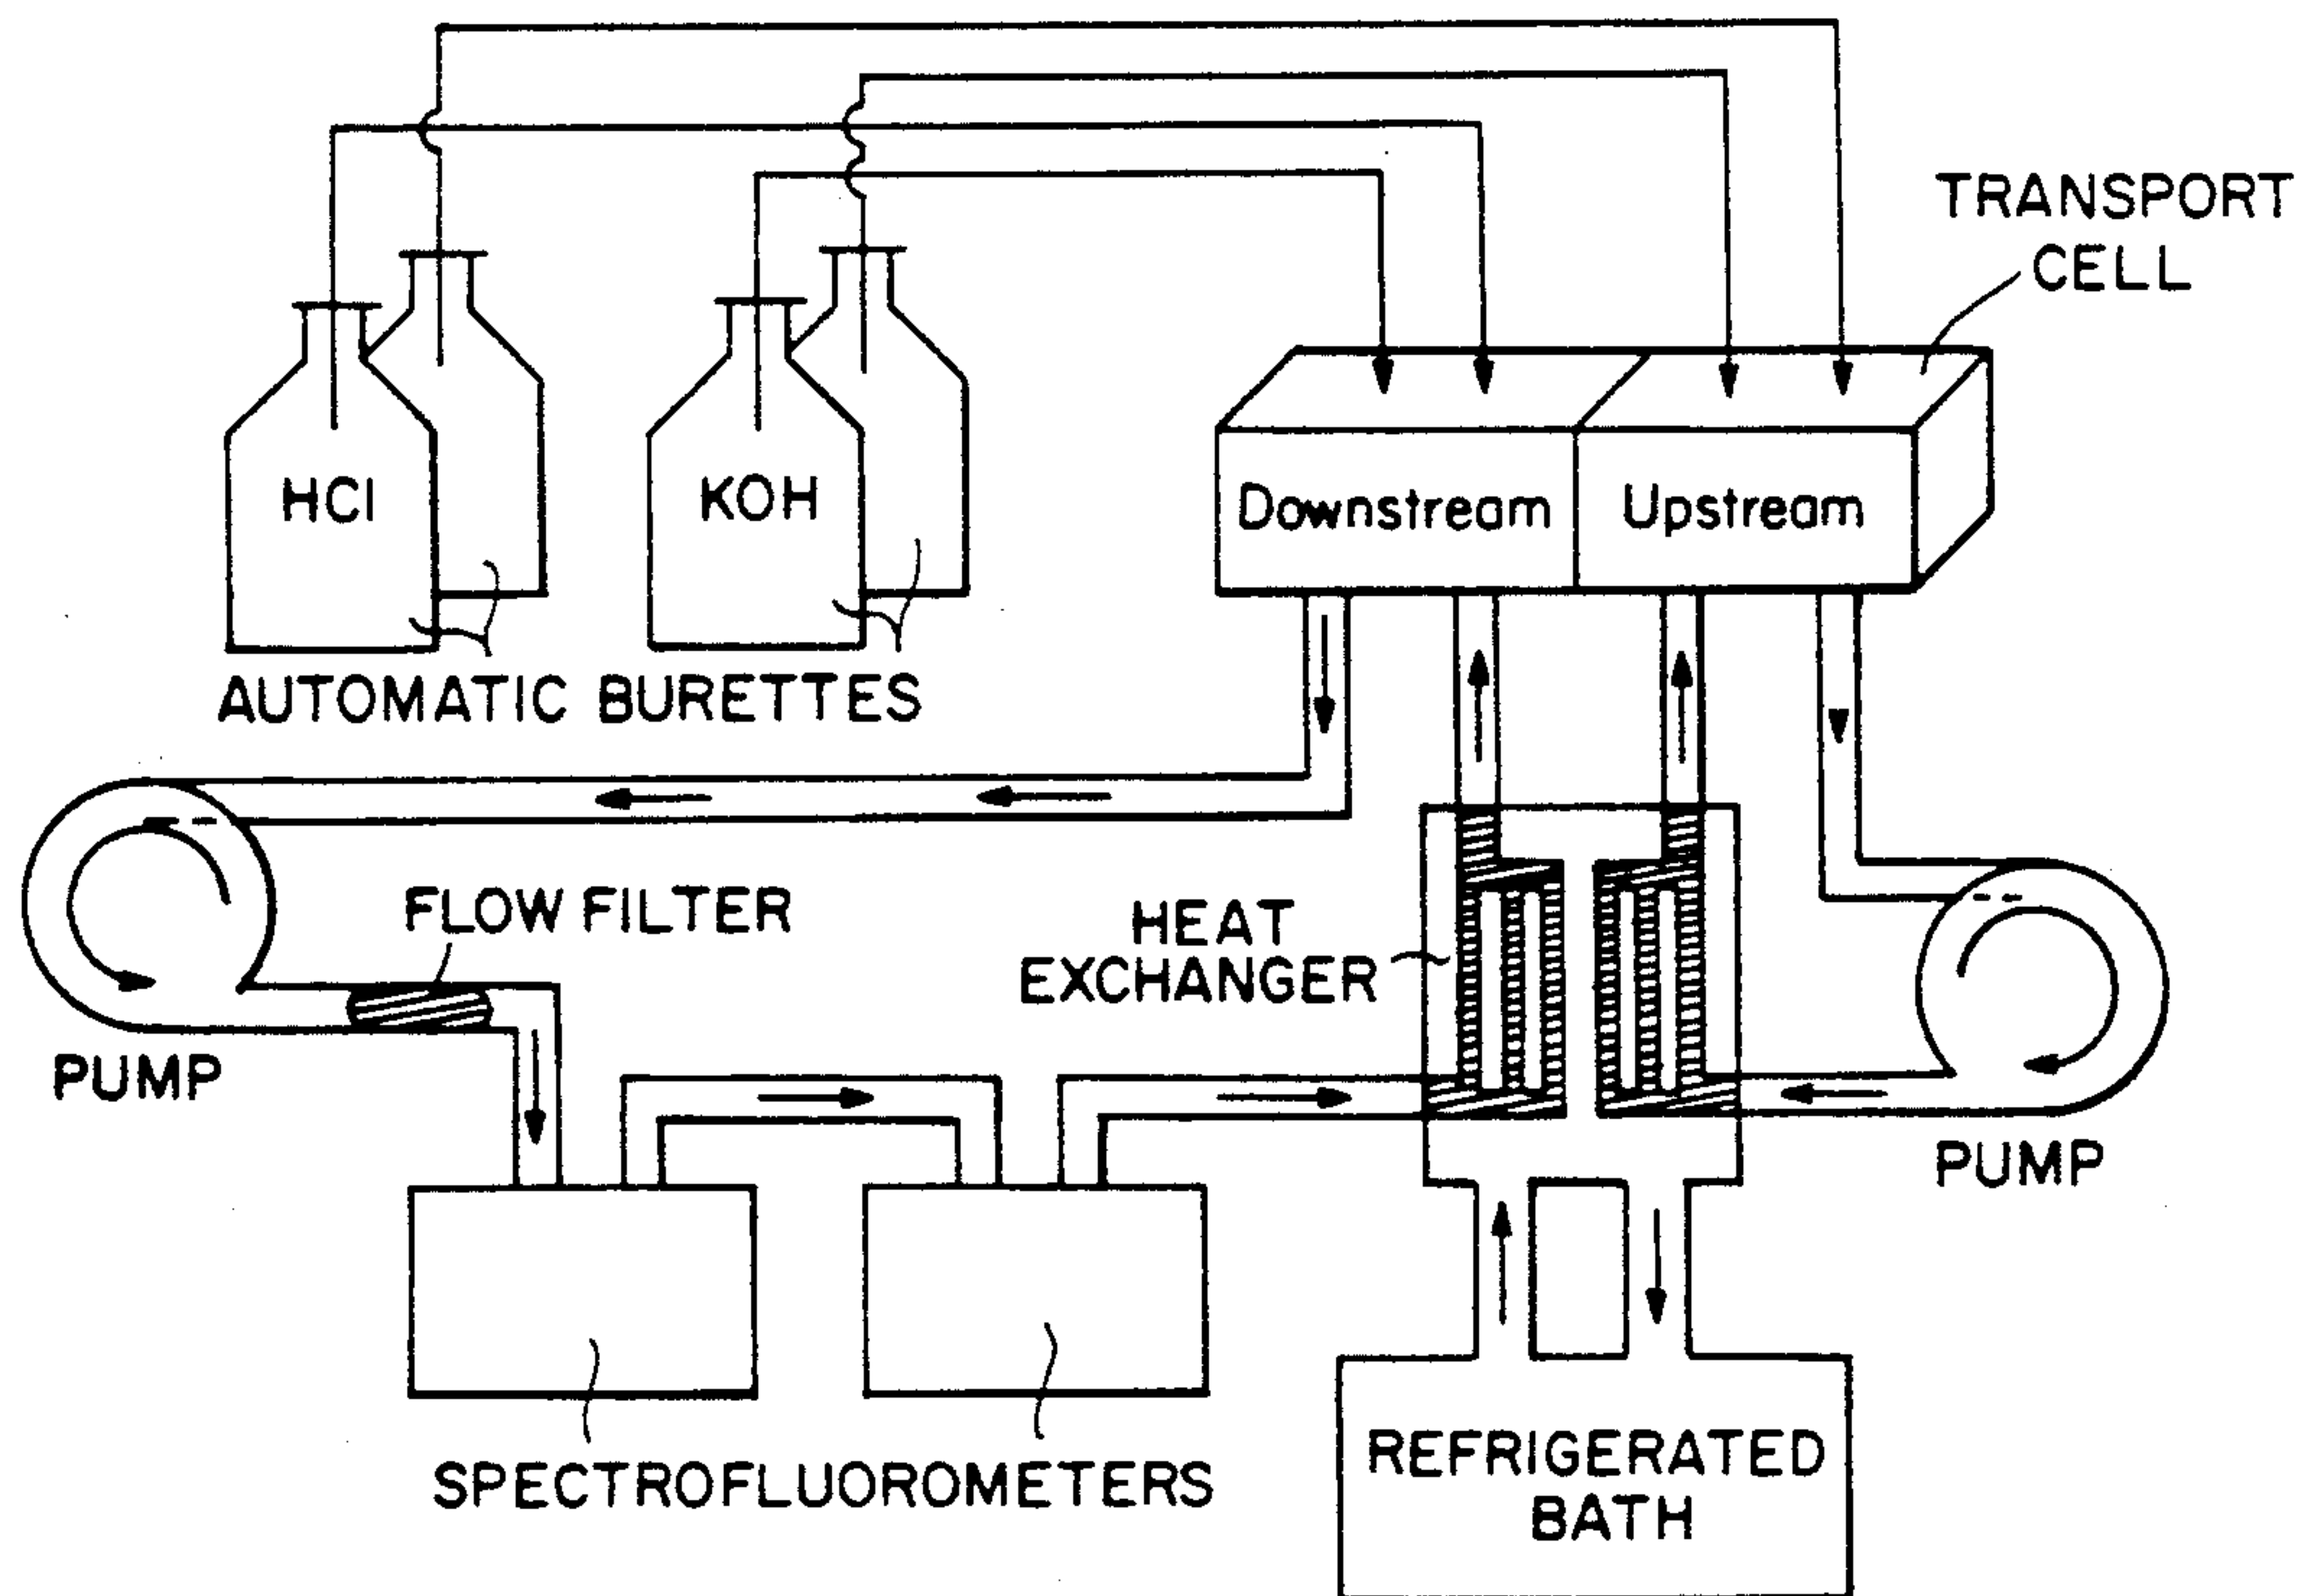 TRANSPORT
CELL
HCl
KOH
Downstream
Upstream
AUTOMATIC BURETTES
FLOW FILTER
HEAT
EXCHANGER
PUMP
PUMP
SPECTROFLUOROMETERS
REFRIGERATED
BATH